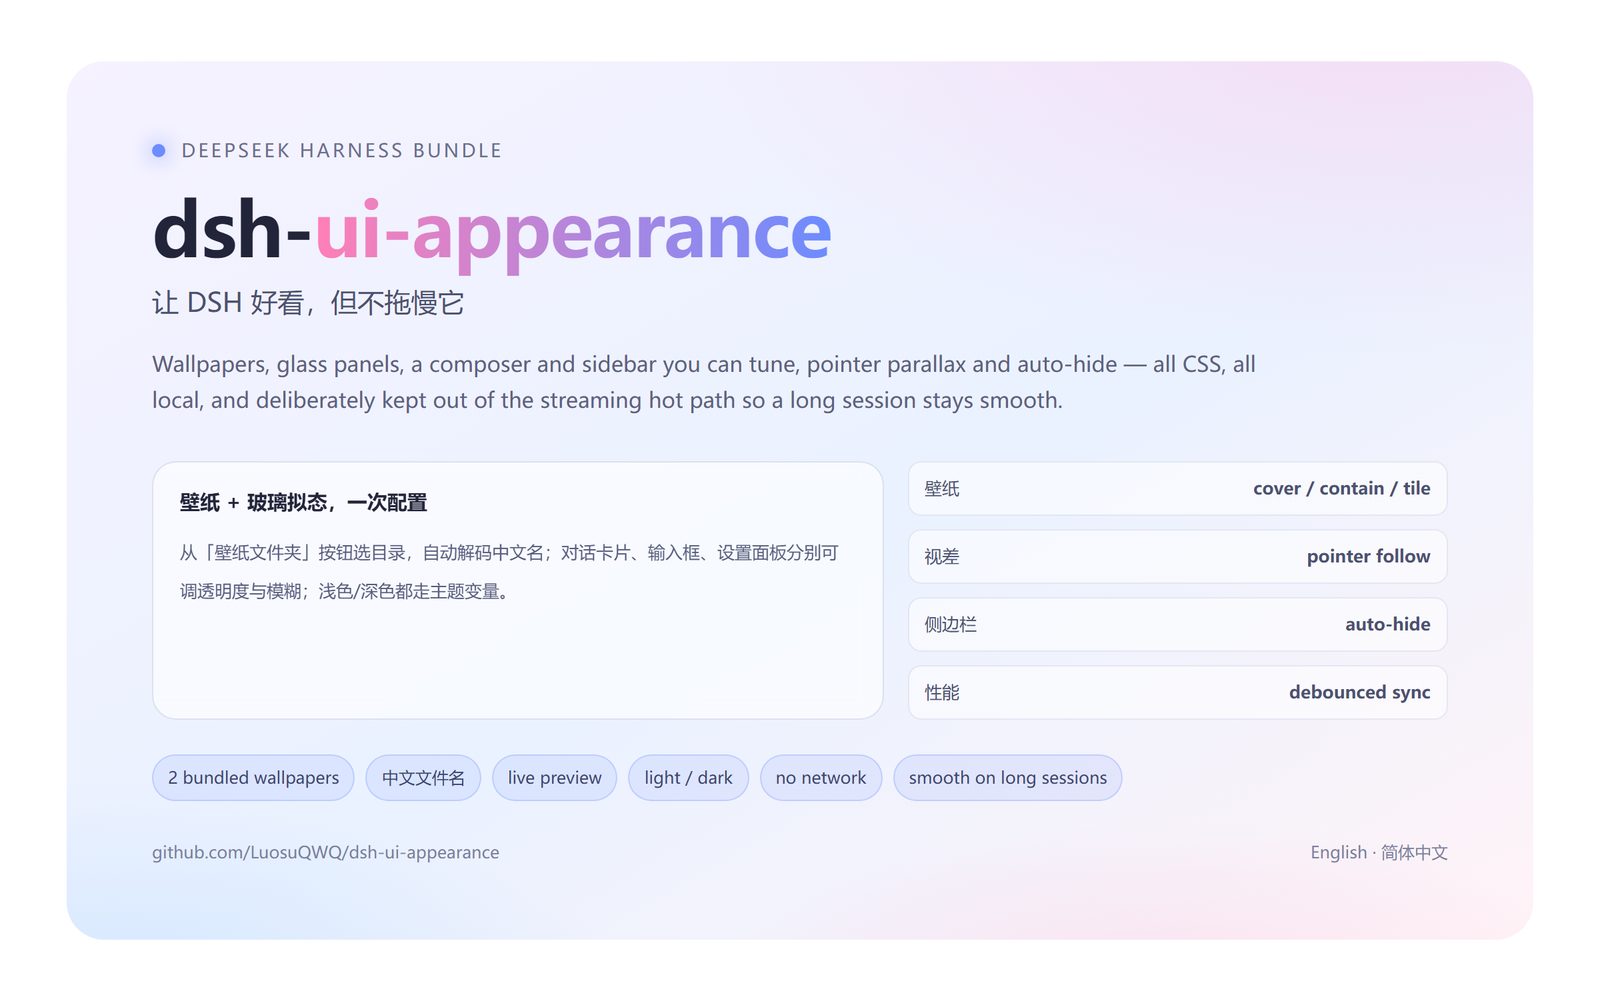 DEEPSEEK HARNESS BUNDLE
dsh-ui-appearance
让 DSH 好看，但不拖慢它
Wallpapers, glass panels, a composer and sidebar you can tune, pointer parallax and auto-hide — all CSS, all
local, and deliberately kept out of the streaming hot path so a long session stays smooth.
壁纸 + 玻璃拟态，一次配置
从「壁纸文件夹」按钮选目录，自动解码中文名；对话卡片、输入框、设置面板分别可
调透明度与模糊；浅色/深色都走主题变量。
壁纸 cover / contain / tile
视差 pointer follow
侧边栏 auto-hide
性能 debounced sync
2 bundled wallpapers 中文文件名 live preview light / dark no network smooth on long sessions
github.com/LuosuQWQ/dsh-ui-appearance English · 简体中文